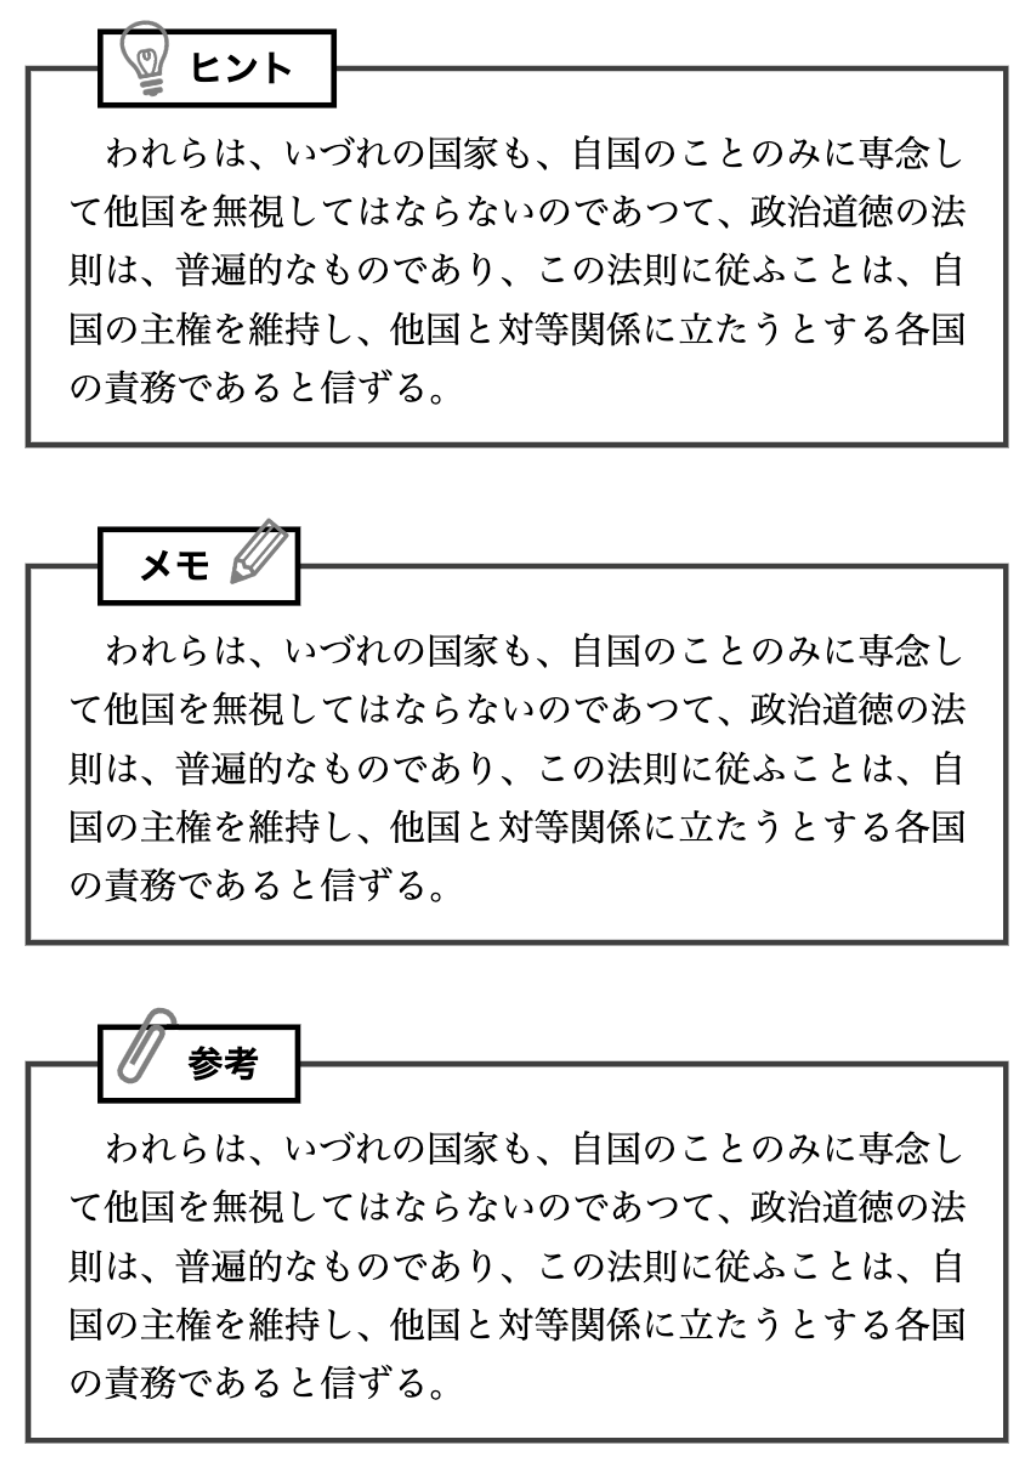 ヒント
　われらは、いづれの国家も、自国のことのみに専念し
て他国を無視してはならないのであつて、政治道徳の法
則は、普遍的なものであり、この法則に従ふことは、自
国の主権を維持し、他国と対等関係に立たうとする各国
の責務であると信ずる。
メモ
　われらは、いづれの国家も、自国のことのみに専念し
て他国を無視してはならないのであつて、政治道徳の法
則は、普遍的なものであり、この法則に従ふことは、自
国の主権を維持し、他国と対等関係に立たうとする各国
の責務であると信ずる。
参考
　われらは、いづれの国家も、自国のことのみに専念し
て他国を無視してはならないのであつて、政治道徳の法
則は、普遍的なものであり、この法則に従ふことは、自
国の主権を維持し、他国と対等関係に立たうとする各国
の責務であると信ずる。